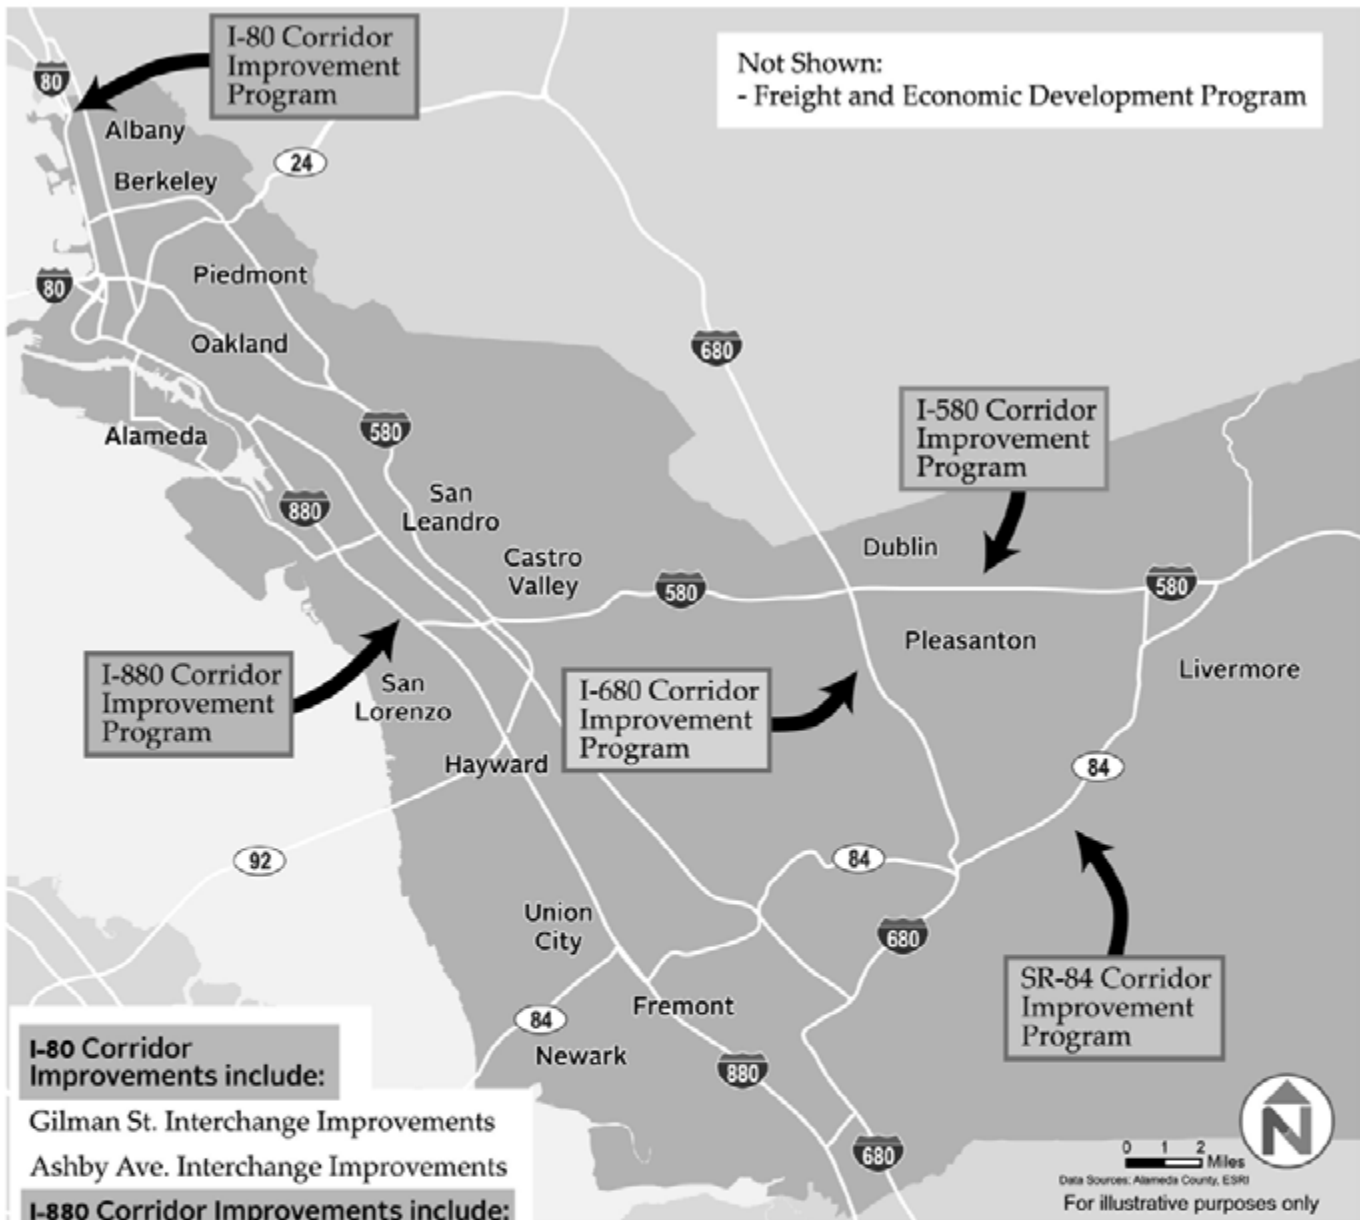 I-80 Corridor
Improvement
Program
Not Shown:
- Freight and Economic Development Program
80
Albany
24
Berkeley
Piedmont
80
Oakland
680
I-580 Corridor
Improvement
Program
Alameda
580
San
Leandro
880
Dublin
Castro
Valley
580
580
Pleasanton
Livermore
I-880 Corridor
Improvement
Program
San
Lorenzo
I-680 Corridor
Improvement
Program
Hayward
84
92
84
Union
City
680
SR-84 Corridor
Improvement
Program
Fremont
84
Newark
880
680
I-80 Corridor
Improvements include:
Gilman St. Interchange Improvements
Ashby Ave. Interchange Improvements
I-880 Corridor Improvements include:
N
0 1 2
Miles
Data Sources: Alameda County, ESRI
For illustrative purposes only